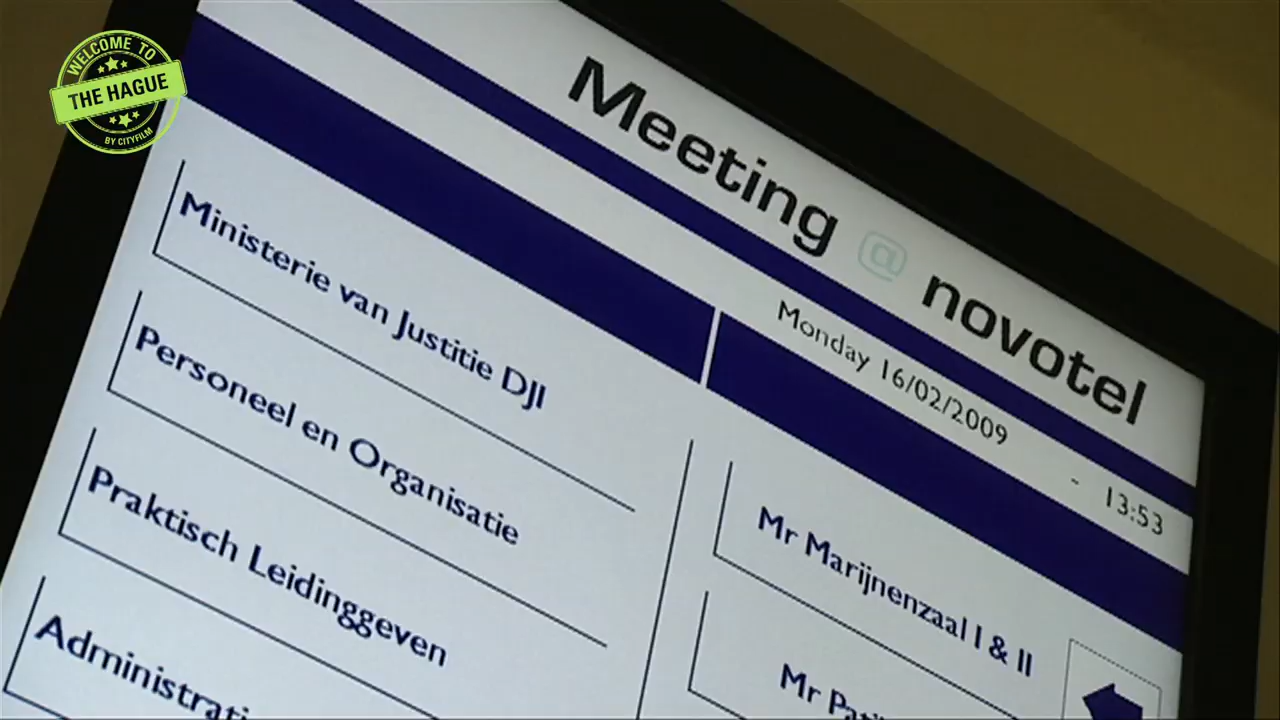 WELCOME TO
THE HAGUE
BY CITYFILM
Meeting @ novotel
Monday 16/02/2009 - 13:53
Ministerie van Justitie DJI
Mr Marijnenzaal I & II
Personeel en Organisatie
Mr
Praktisch Leidinggeven